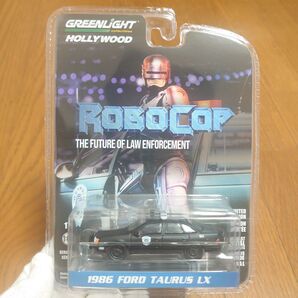 GREENLIGHT
HOLLYWOOD
ROBOCOP
THE FUTURE OF LAW ENFORCEMENT
1986 FORD TAURUS LX